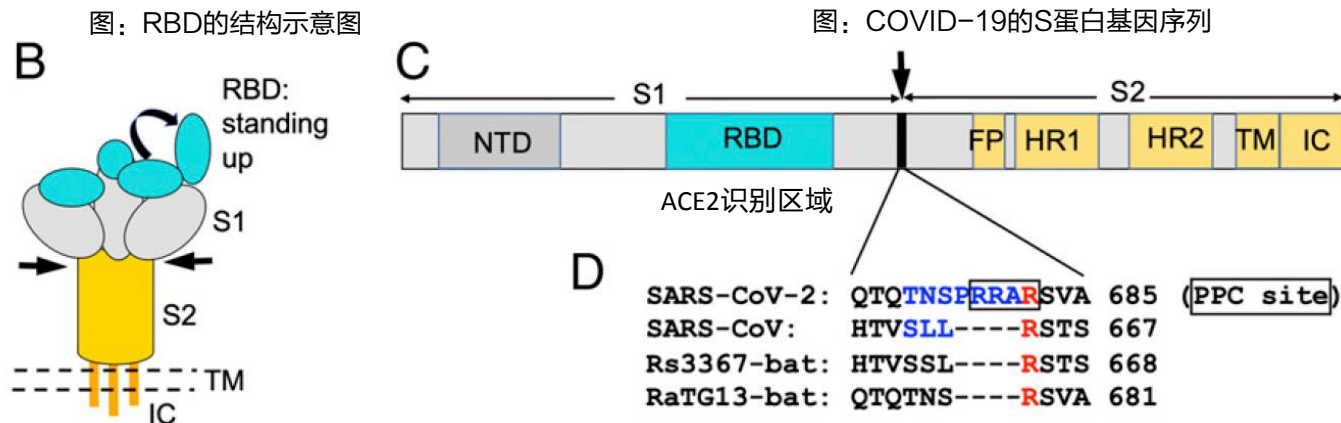 图：RBD的结构示意图
图：COVID-19的S蛋白基因序列
B
RBD:
standing
up
S1
S2
TM
IC
C
S1
S2
NTD
RBD
FP
HR1
HR2
TM
IC
ACE2识别区域
D
SARS-CoV-2: QTQTNSPRRARSVA 685 (PPC site)
SARS-CoV: HTVSLL----RSTS 667
Rs3367-bat: HTVSSL----RSTS 668
RaTG13-bat: QTQTNS----RSVA 681